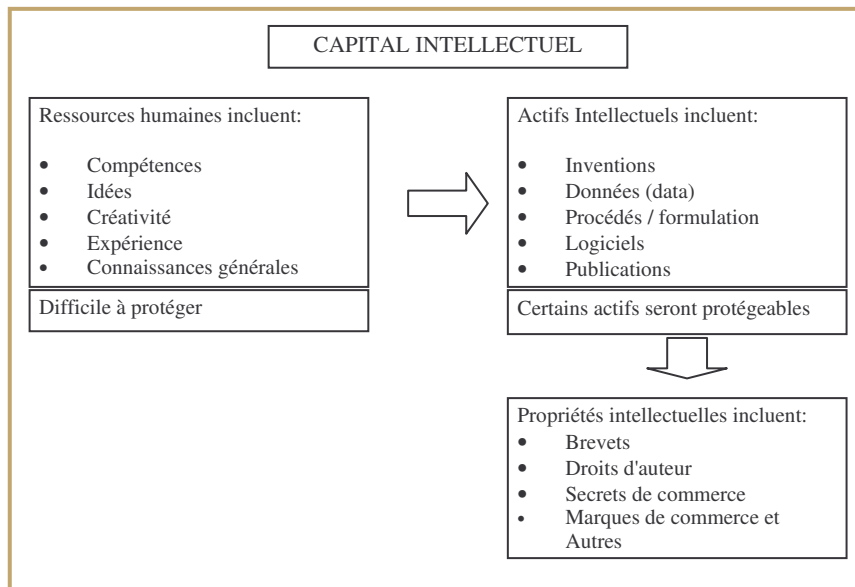 CAPITAL INTELLECTUEL
Ressources humaines incluent:
• Compétences
• Idées
• Créativité
• Expérience
• Connaissances générales
Difficile à protéger
Actifs Intellectuels incluent:
• Inventions
• Données (data)
• Procédés / formulation
• Logiciels
• Publications
Certains actifs seront protégeables
Propriétés intellectuelles incluent:
• Brevets
• Droits d'auteur
• Secrets de commerce
• Marques de commerce et
Autres